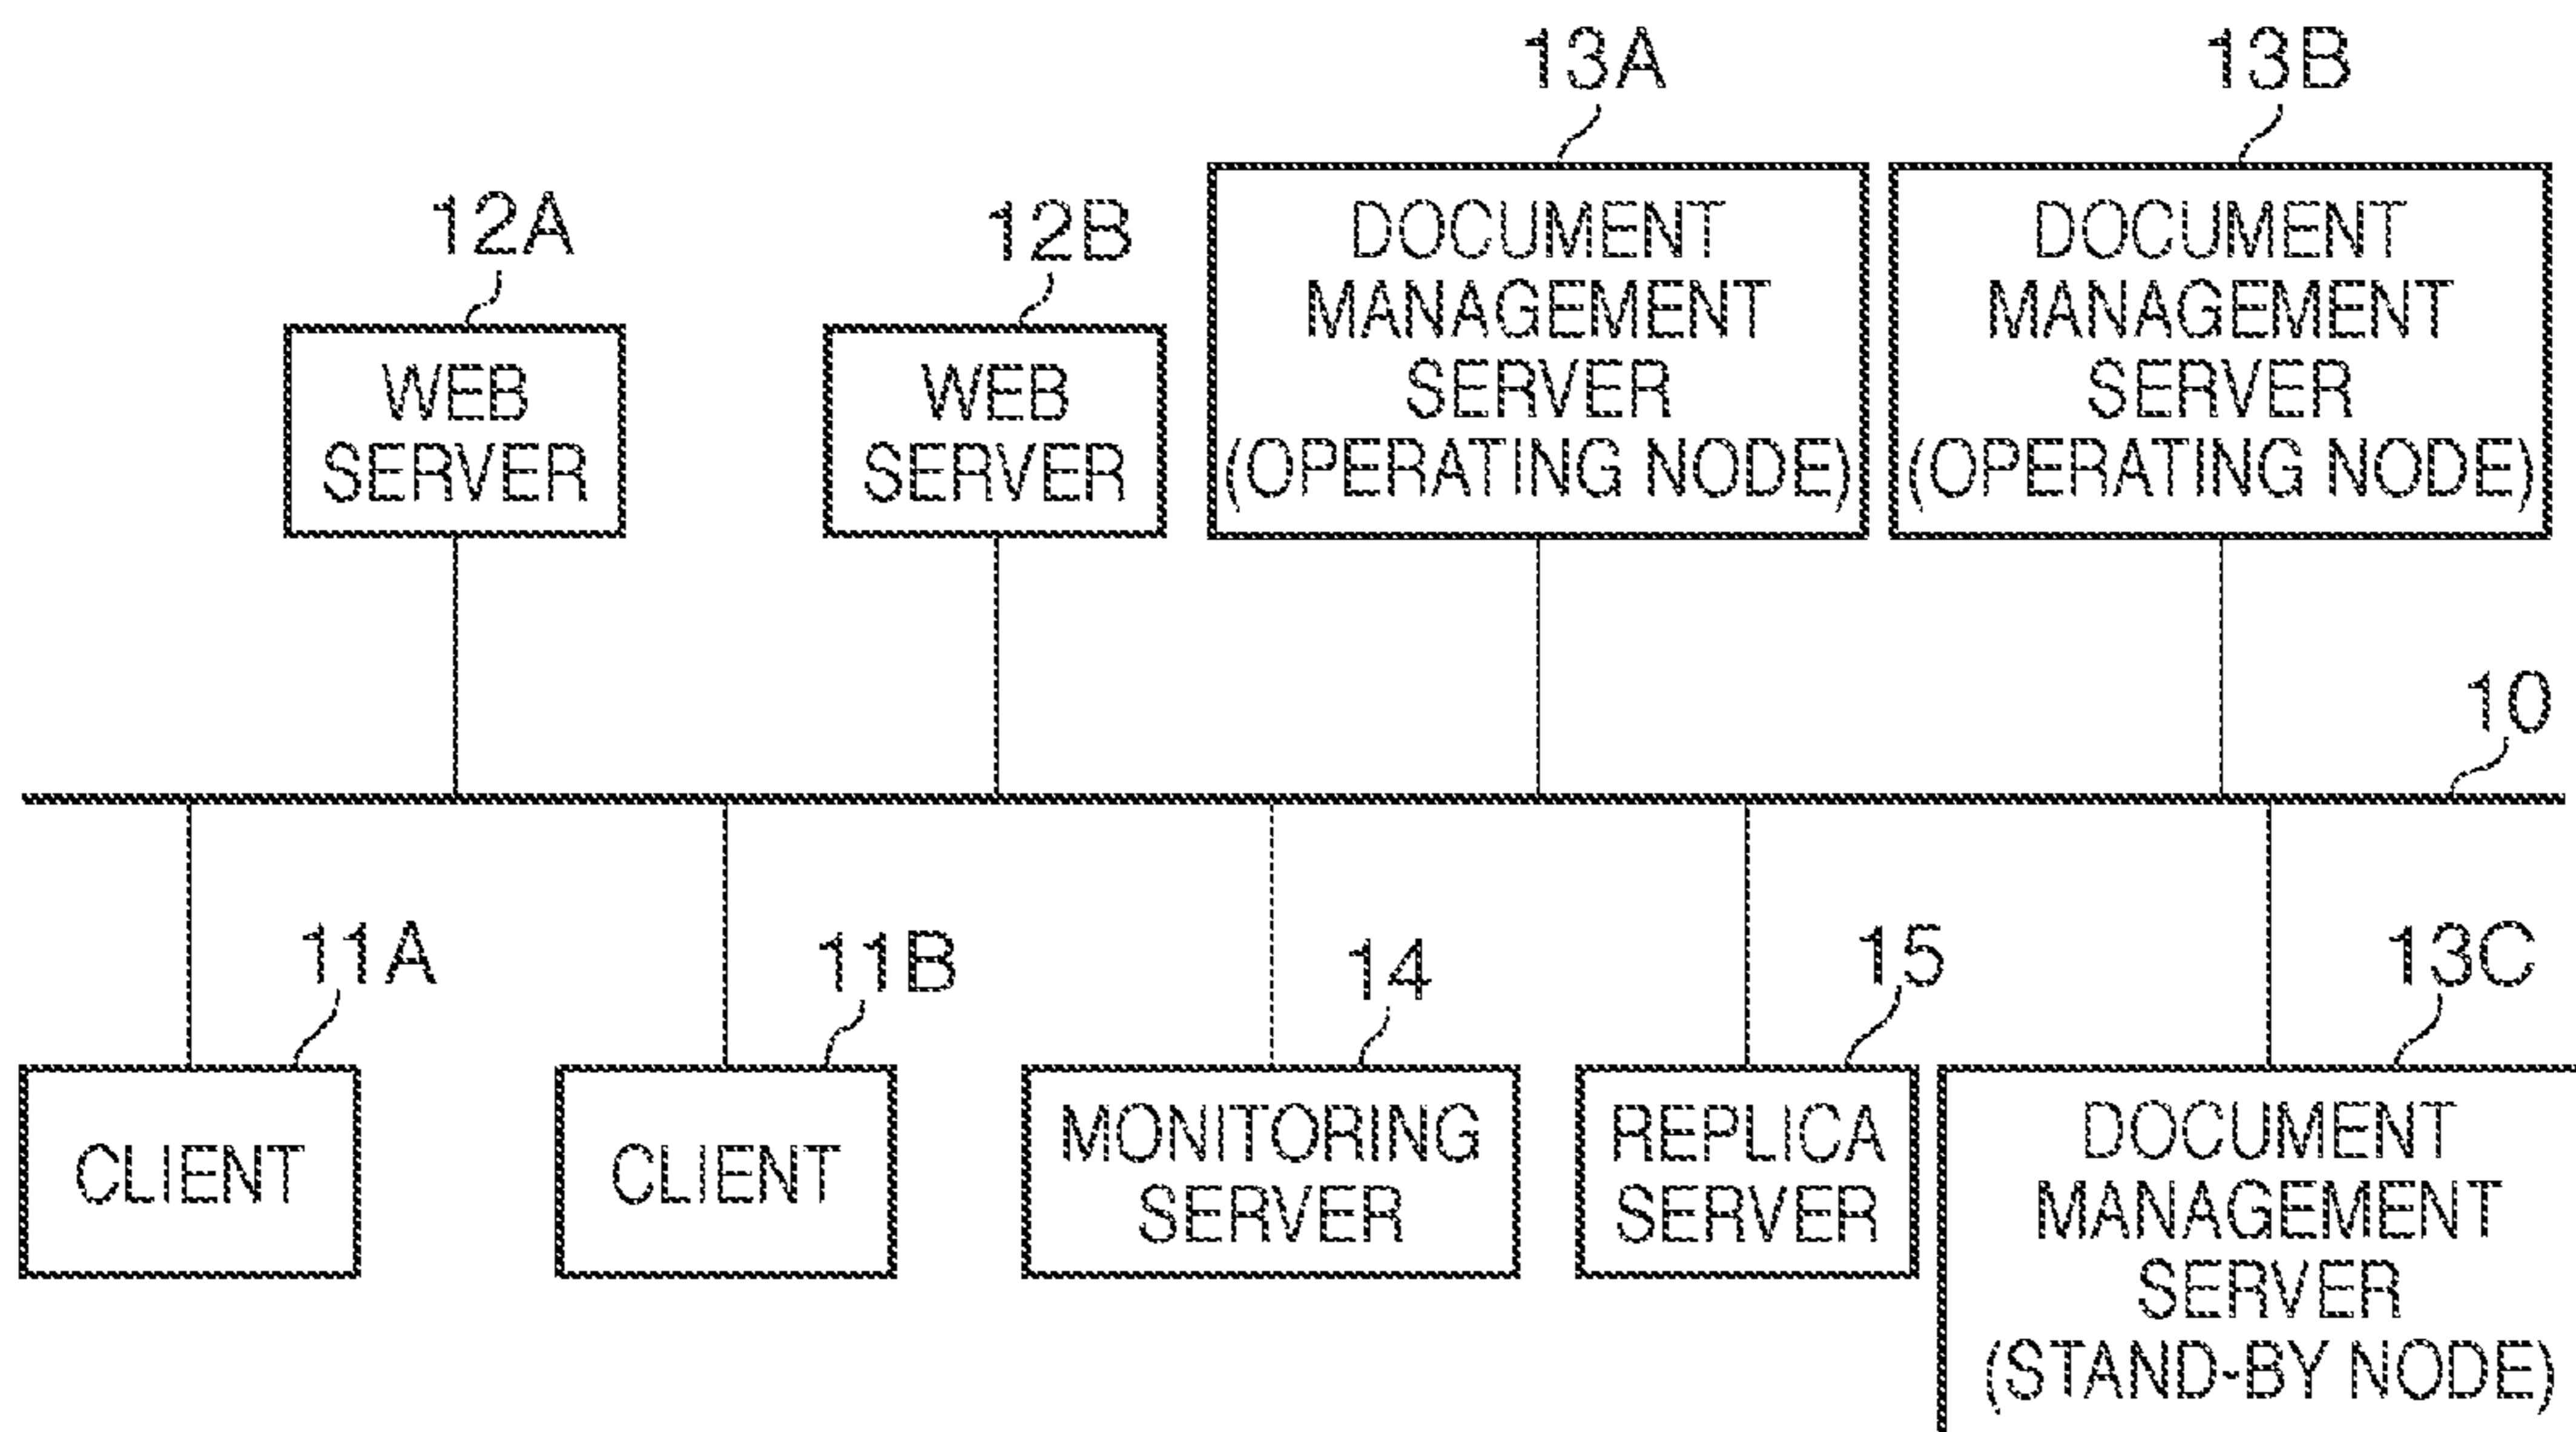 13A
13B
12A
12B
WEB
SERVER
WEB
SERVER
DOCUMENT
MANAGEMENT
SERVER
(OPERATING NODE)
DOCUMENT
MANAGEMENT
SERVER
(OPERATING NODE)
10
11A
11B
14
15
13C
CLIENT
CLIENT
MONITORING
SERVER
REPLICA
SERVER
DOCUMENT
MANAGEMENT
SERVER
(STAND-BY NODE)